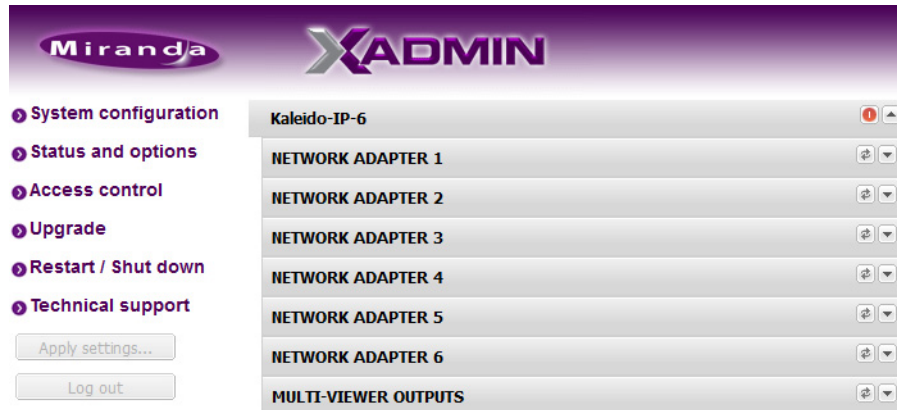 Miranda
XADMIN
System configuration
Status and options
Access control
Upgrade
Restart / Shut down
Technical support
Apply settings...
Log out
Kaleido-IP-6
NETWORK ADAPTER 1
NETWORK ADAPTER 2
NETWORK ADAPTER 3
NETWORK ADAPTER 4
NETWORK ADAPTER 5
NETWORK ADAPTER 6
MULTI-VIEWER OUTPUTS